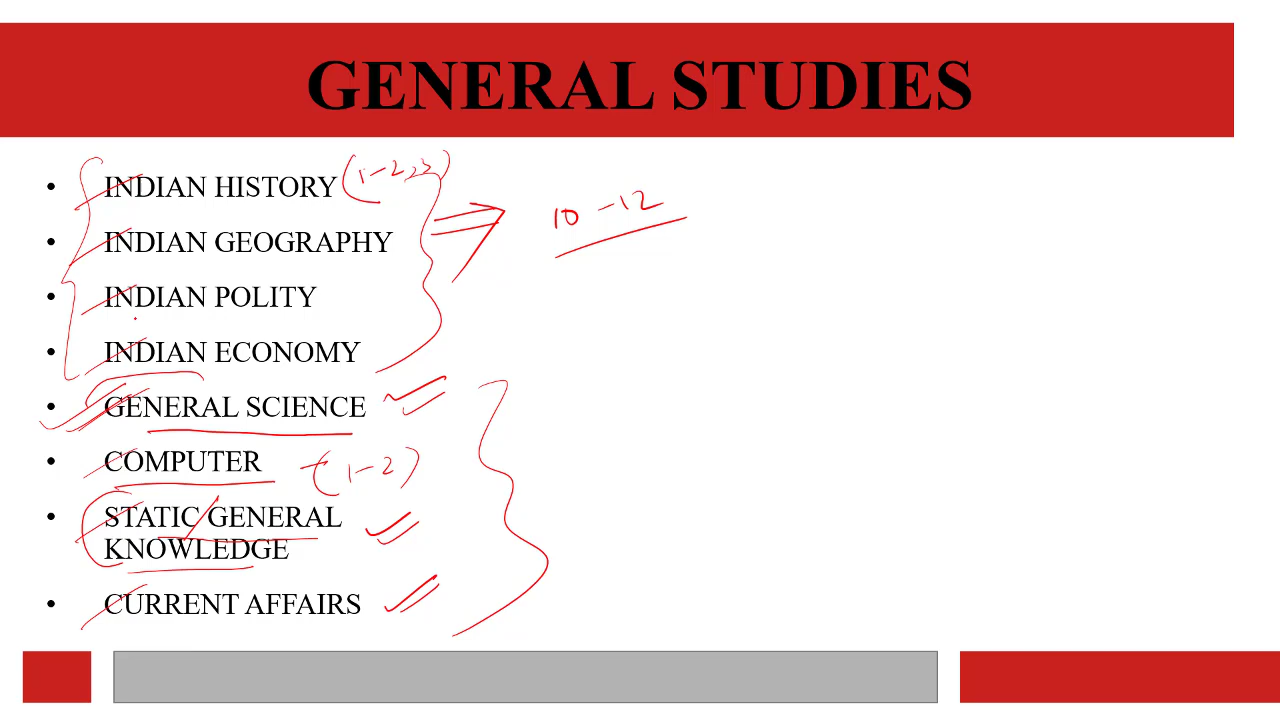 GENERAL STUDIES
• INDIAN HISTORY (1-2,3)
• INDIAN GEOGRAPHY
10-12
• INDIAN POLITY
• INDIAN ECONOMY
• GENERAL SCIENCE
• COMPUTER (1-2)
• STATIC GENERAL
KNOWLEDGE
• CURRENT AFFAIRS